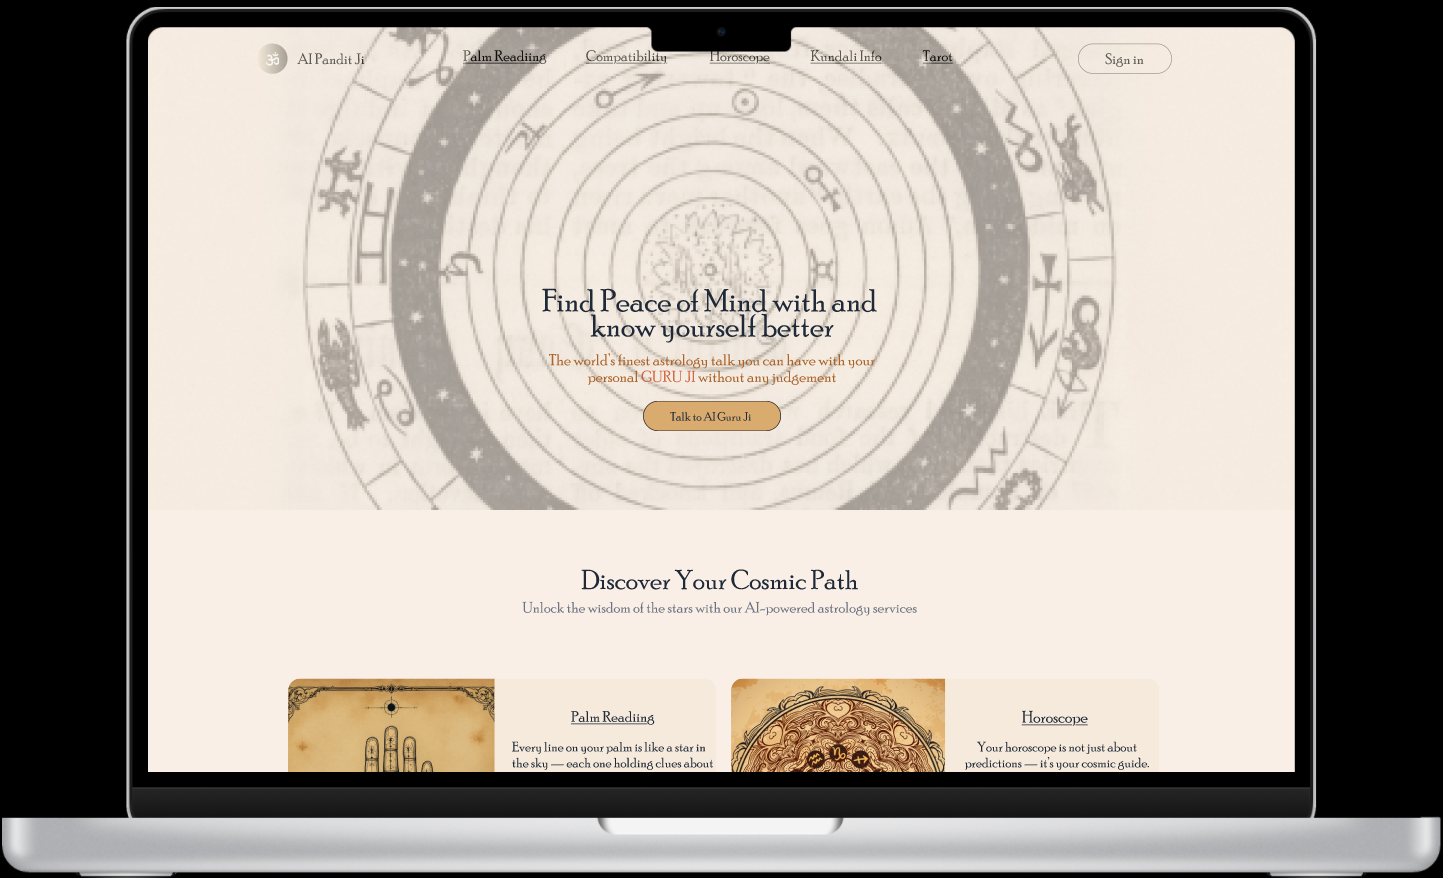 ॐ AI Pandit Ji
Palm Readiing Compatibility Horoscope Kundali Info Tarot
Sign in
Find Peace of Mind with and
know yourself better
The world's finest astrology talk you can have with your
personal GURU JI without any judgement
Talk to AI Guru Ji
Discover Your Cosmic Path
Unlock the wisdom of the stars with our AI-powered astrology services
Palm Readiing
Every line on your palm is like a star in
the sky — each one holding clues about
Horoscope
Your horoscope is not just about
predictions — it's your cosmic guide.